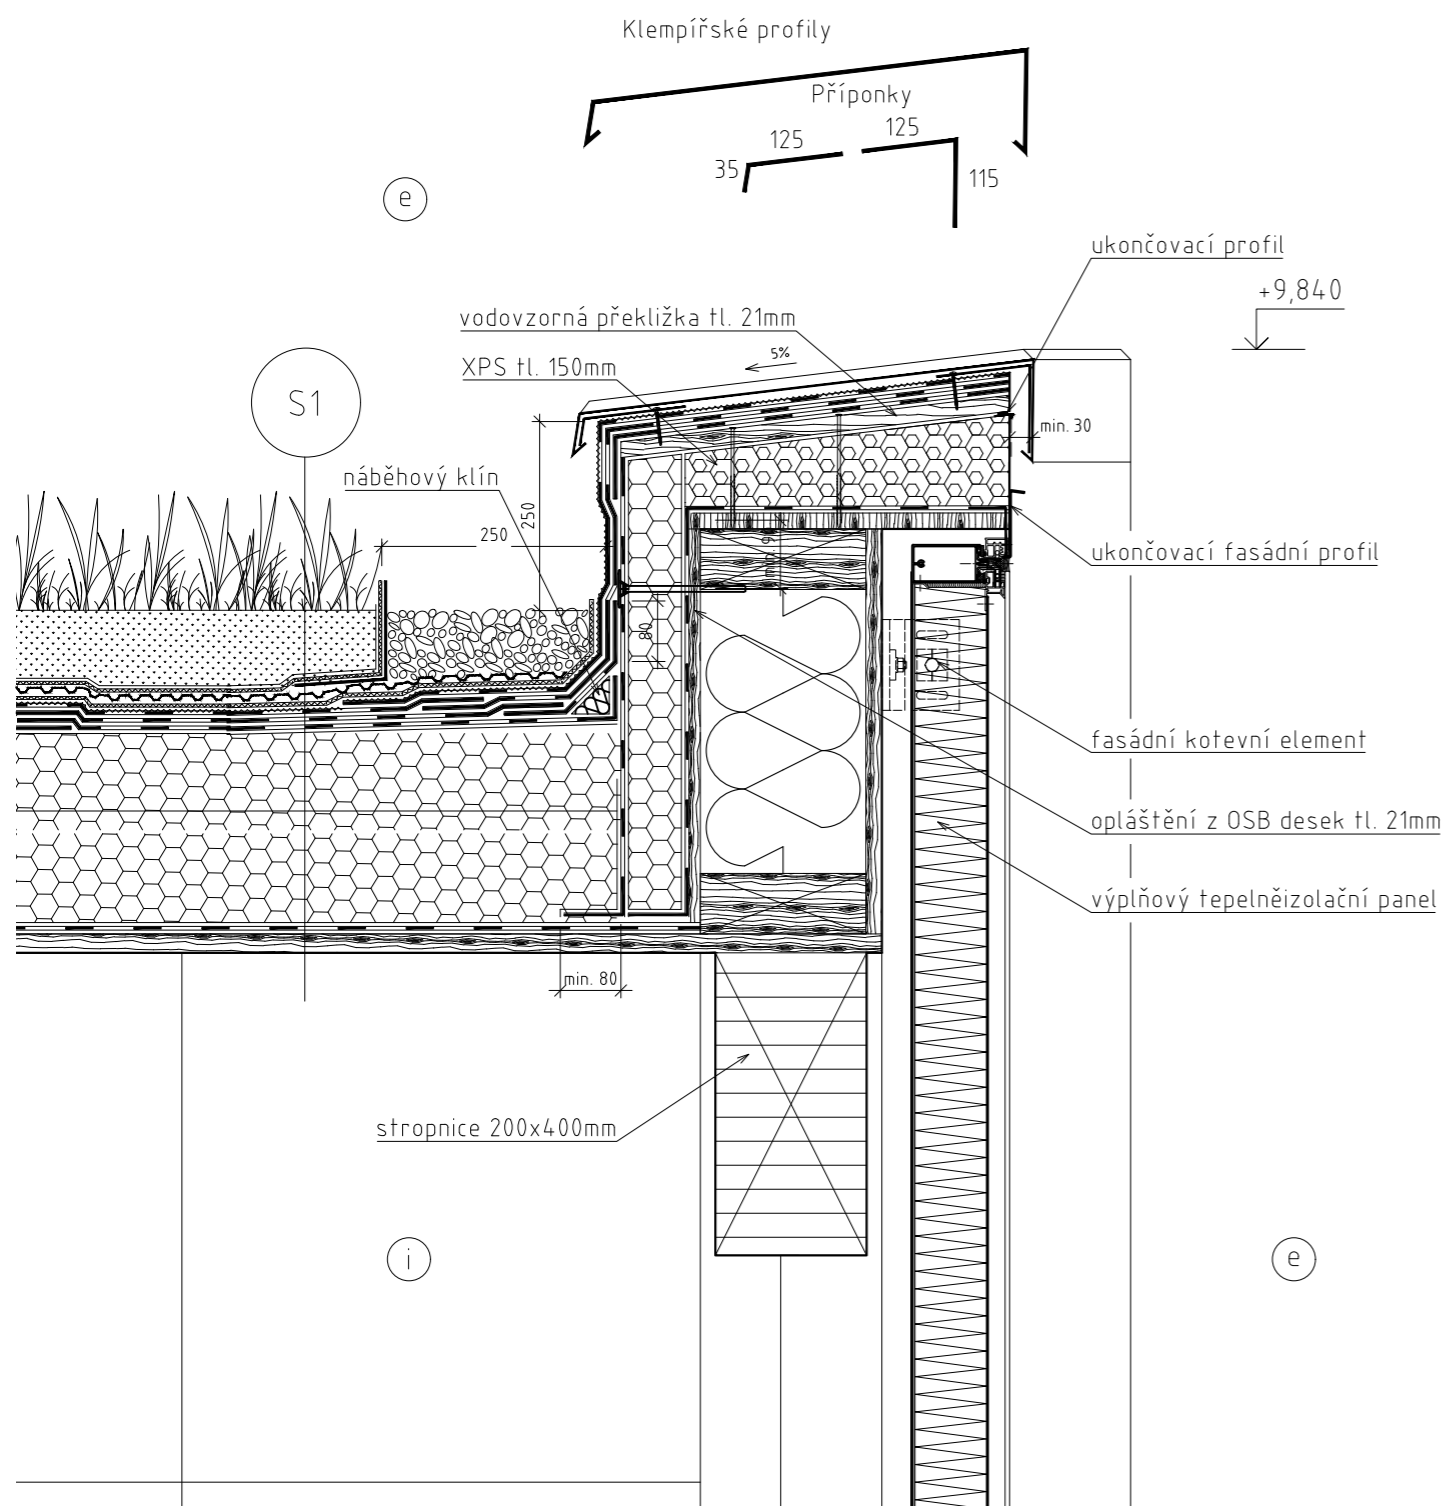 Klempířské profily
Příponky
125
125
35
115
e
ukončovací profil
+9,840
vodovzorná překližka tl. 21mm
5%
XPS tl. 150mm
S1
min. 30
náběhový klín
250
250
ukončovací fasádní profil
80
fasádní kotevní element
opláštění z OSB desek tl. 21mm
výplňový tepelněizolační panel
min. 80
stropnice 200x400mm
i
e